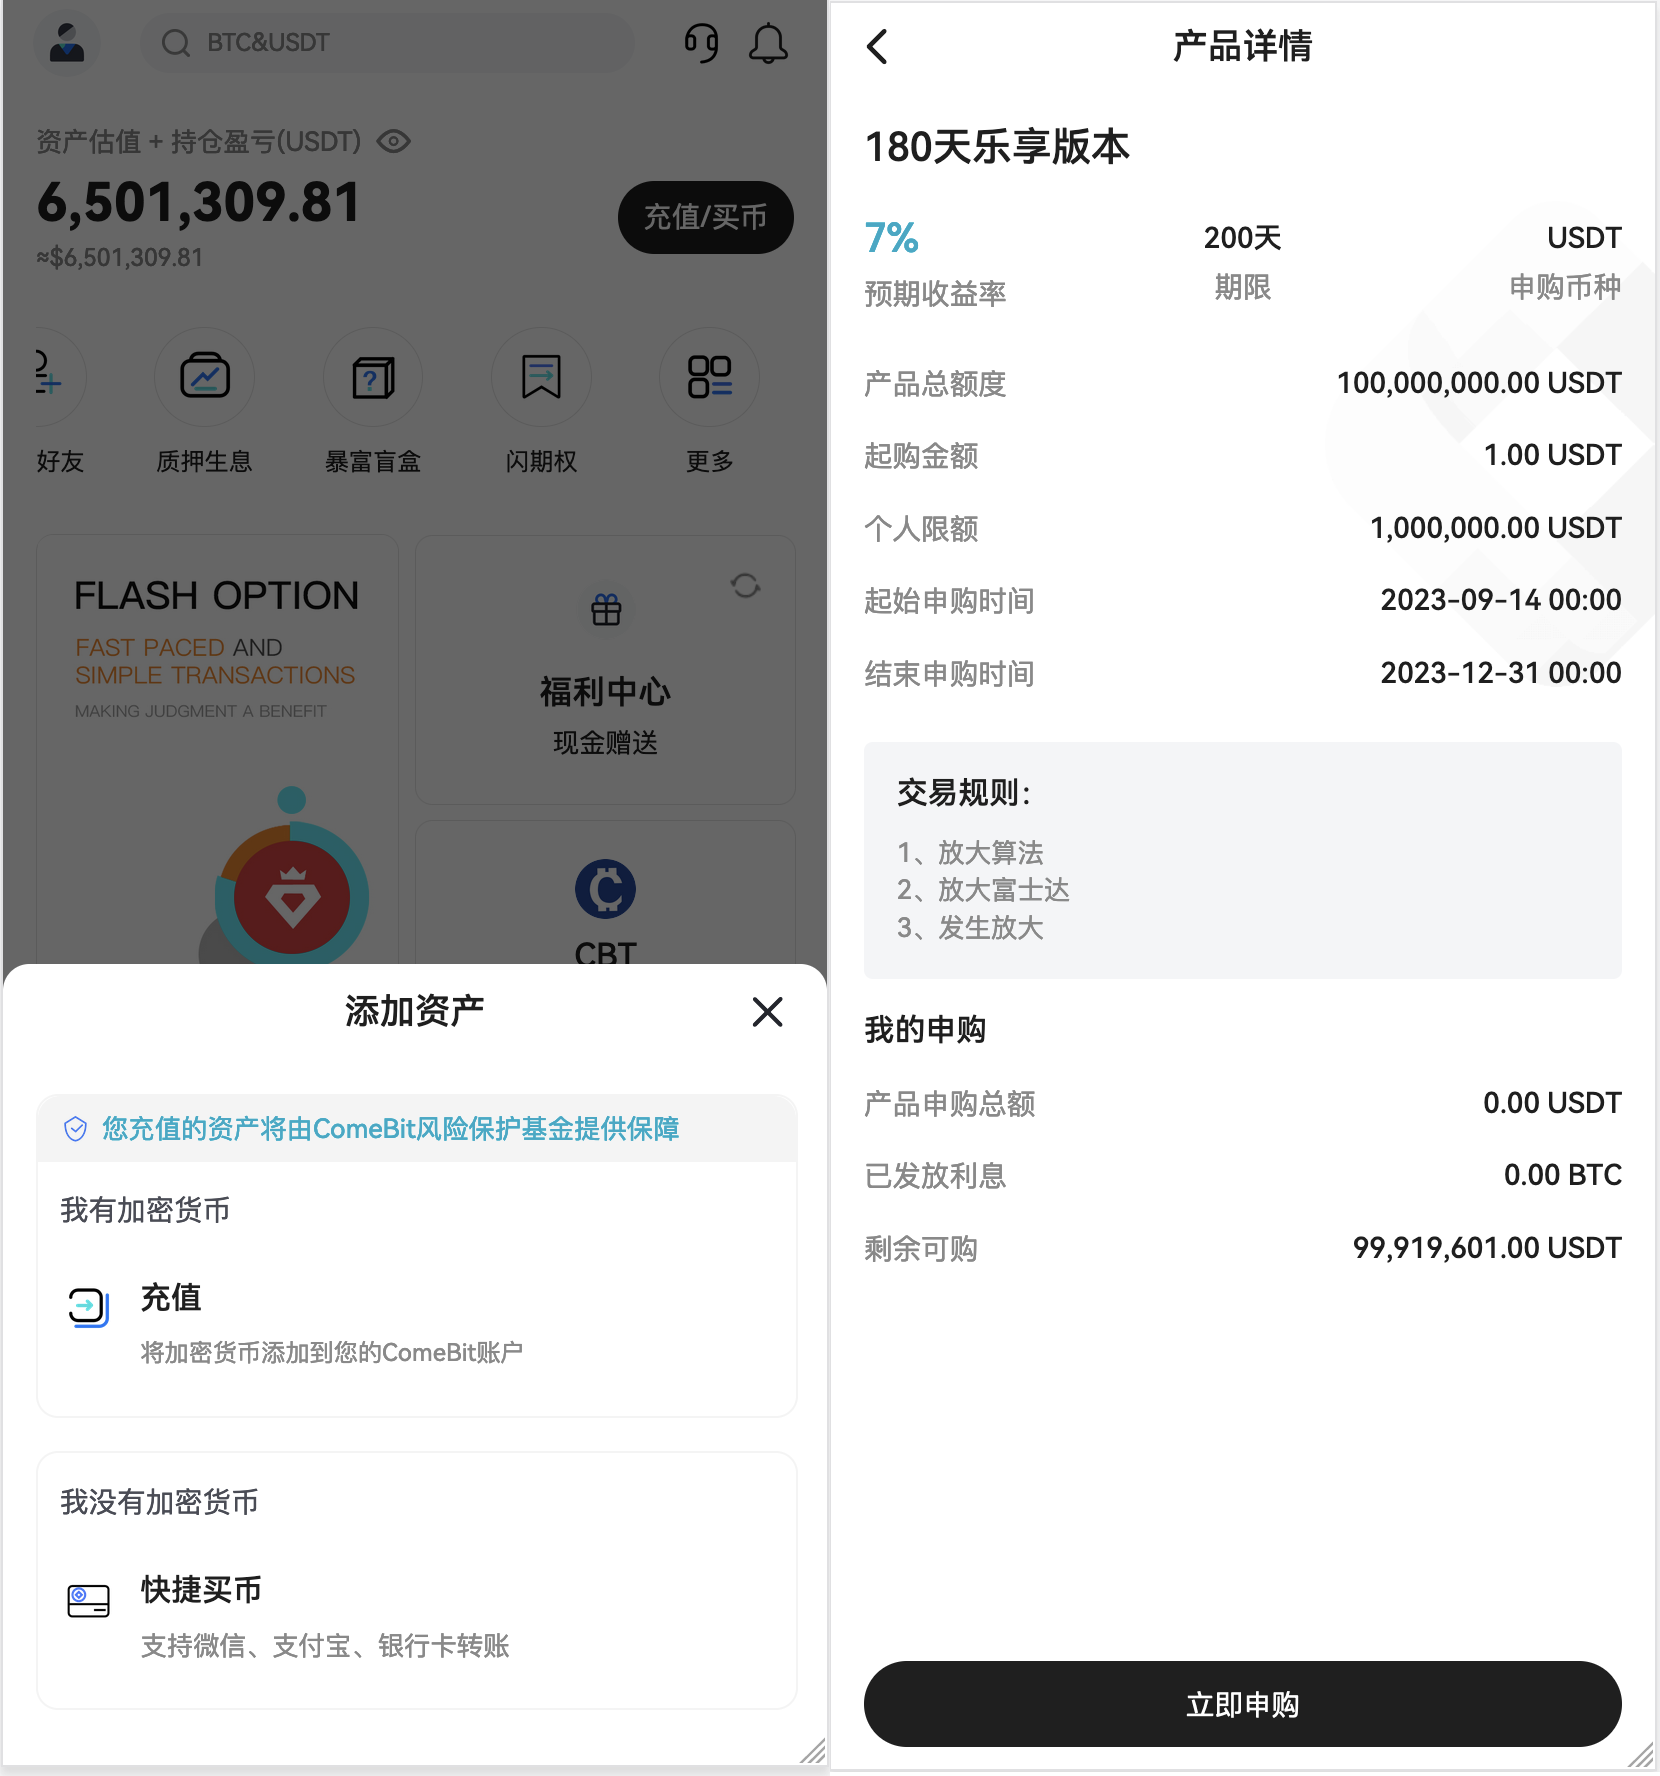 BTC&USDT
资产估值 + 持仓盈亏(USDT)
6,501,309.81
≈$6,501,309.81
充值/买币
好友
质押生息
暴富盲盒
闪期权
更多
FLASH OPTION
FAST PACED AND
SIMPLE TRANSACTIONS
MAKING JUDGMENT A BENEFIT
福利中心
现金赠送
CBT
添加资产
您充值的资产将由ComeBit风险保护基金提供保障
我有加密货币
充值
将加密货币添加到您的ComeBit账户
我没有加密货币
快捷买币
支持微信、支付宝、银行卡转账
产品详情
180天乐享版本
7%
预期收益率
200天
期限
USDT
申购币种
产品总额度 100,000,000.00 USDT
起购金额 1.00 USDT
个人限额 1,000,000.00 USDT
起始申购时间 2023-09-14 00:00
结束申购时间 2023-12-31 00:00
交易规则：
1、放大算法
2、放大富士达
3、发生放大
我的申购
产品申购总额 0.00 USDT
已发放利息 0.00 BTC
剩余可购 99,919,601.00 USDT
立即申购